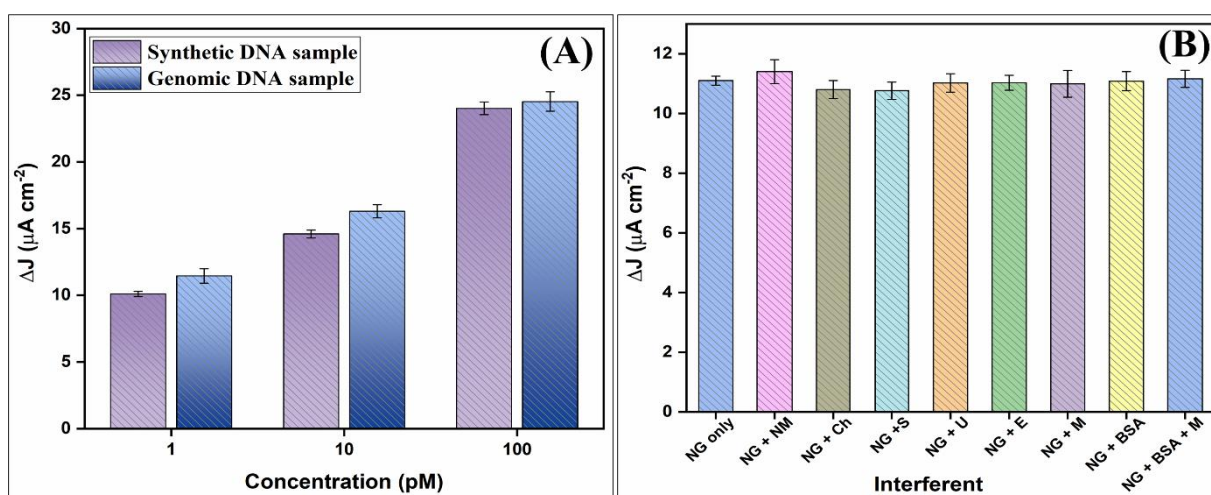 (A)
Synthetic DNA sample
Genomic DNA sample
ΔJ (μA cm⁻²)
30
25
20
15
10
5
0
1 10 100
Concentration (pM)
(B)
ΔJ (μA cm⁻²)
12
10
8
6
4
2
0
NG only
NG + NM
NG + Ch
NG +S
NG + U
NG + E
NG + M
NG + BSA
NG + BSA + M
Interferent